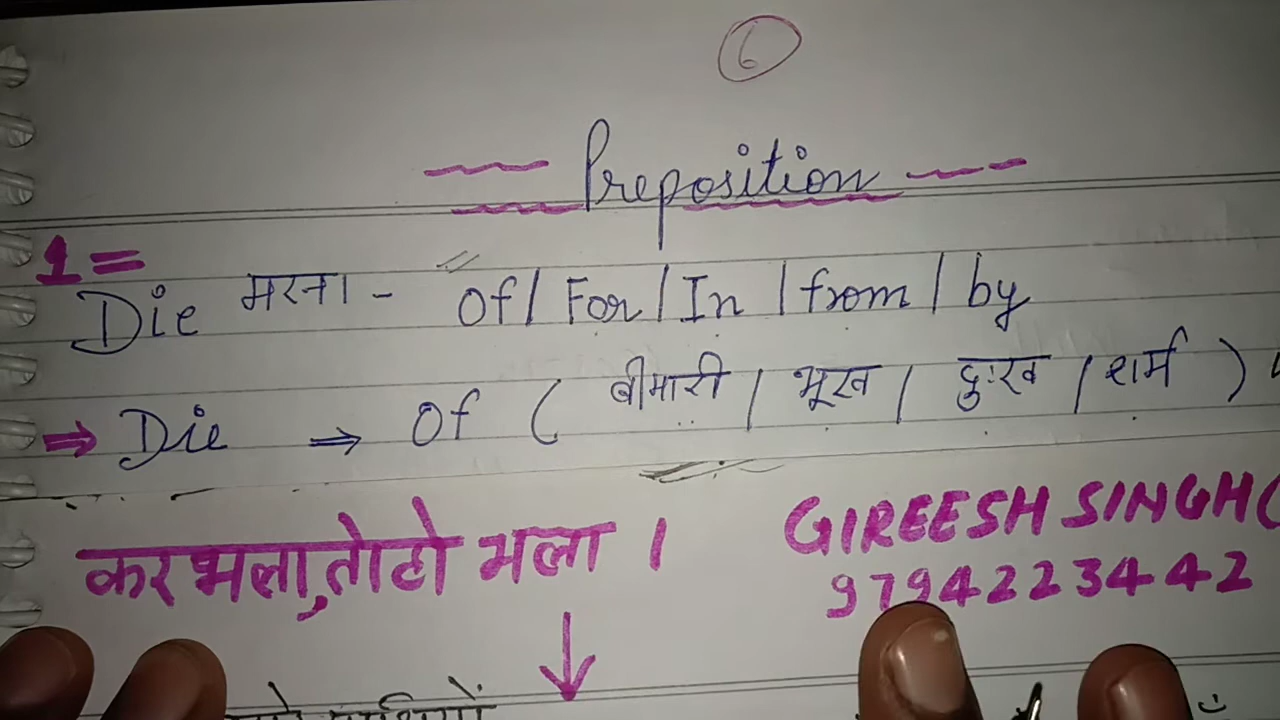 6
Preposition
1=
Die मरना। - Of / For / In / from / by
⇒ Die ⇒ Of ( बीमारी / भूख / दुःख / शर्म )
कर भला, तो हो भला । GIREESH SINGH(
9794223442
↓